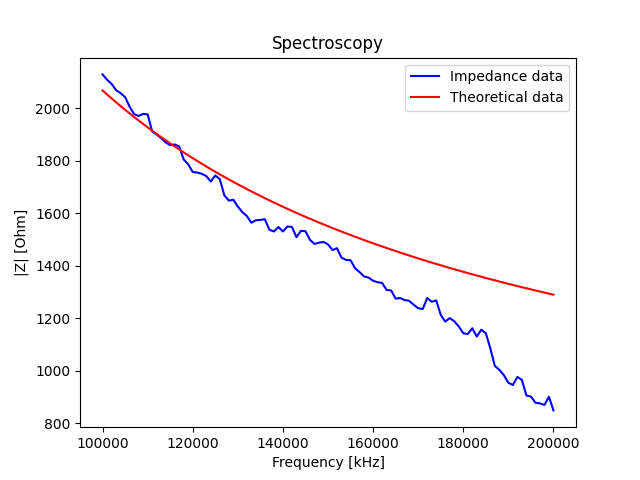 Spectroscopy
Impedance data
Theoretical data
|Z| [Ohm]
2000
1800
1600
1400
1200
1000
800
100000 120000 140000 160000 180000 200000
Frequency [kHz]